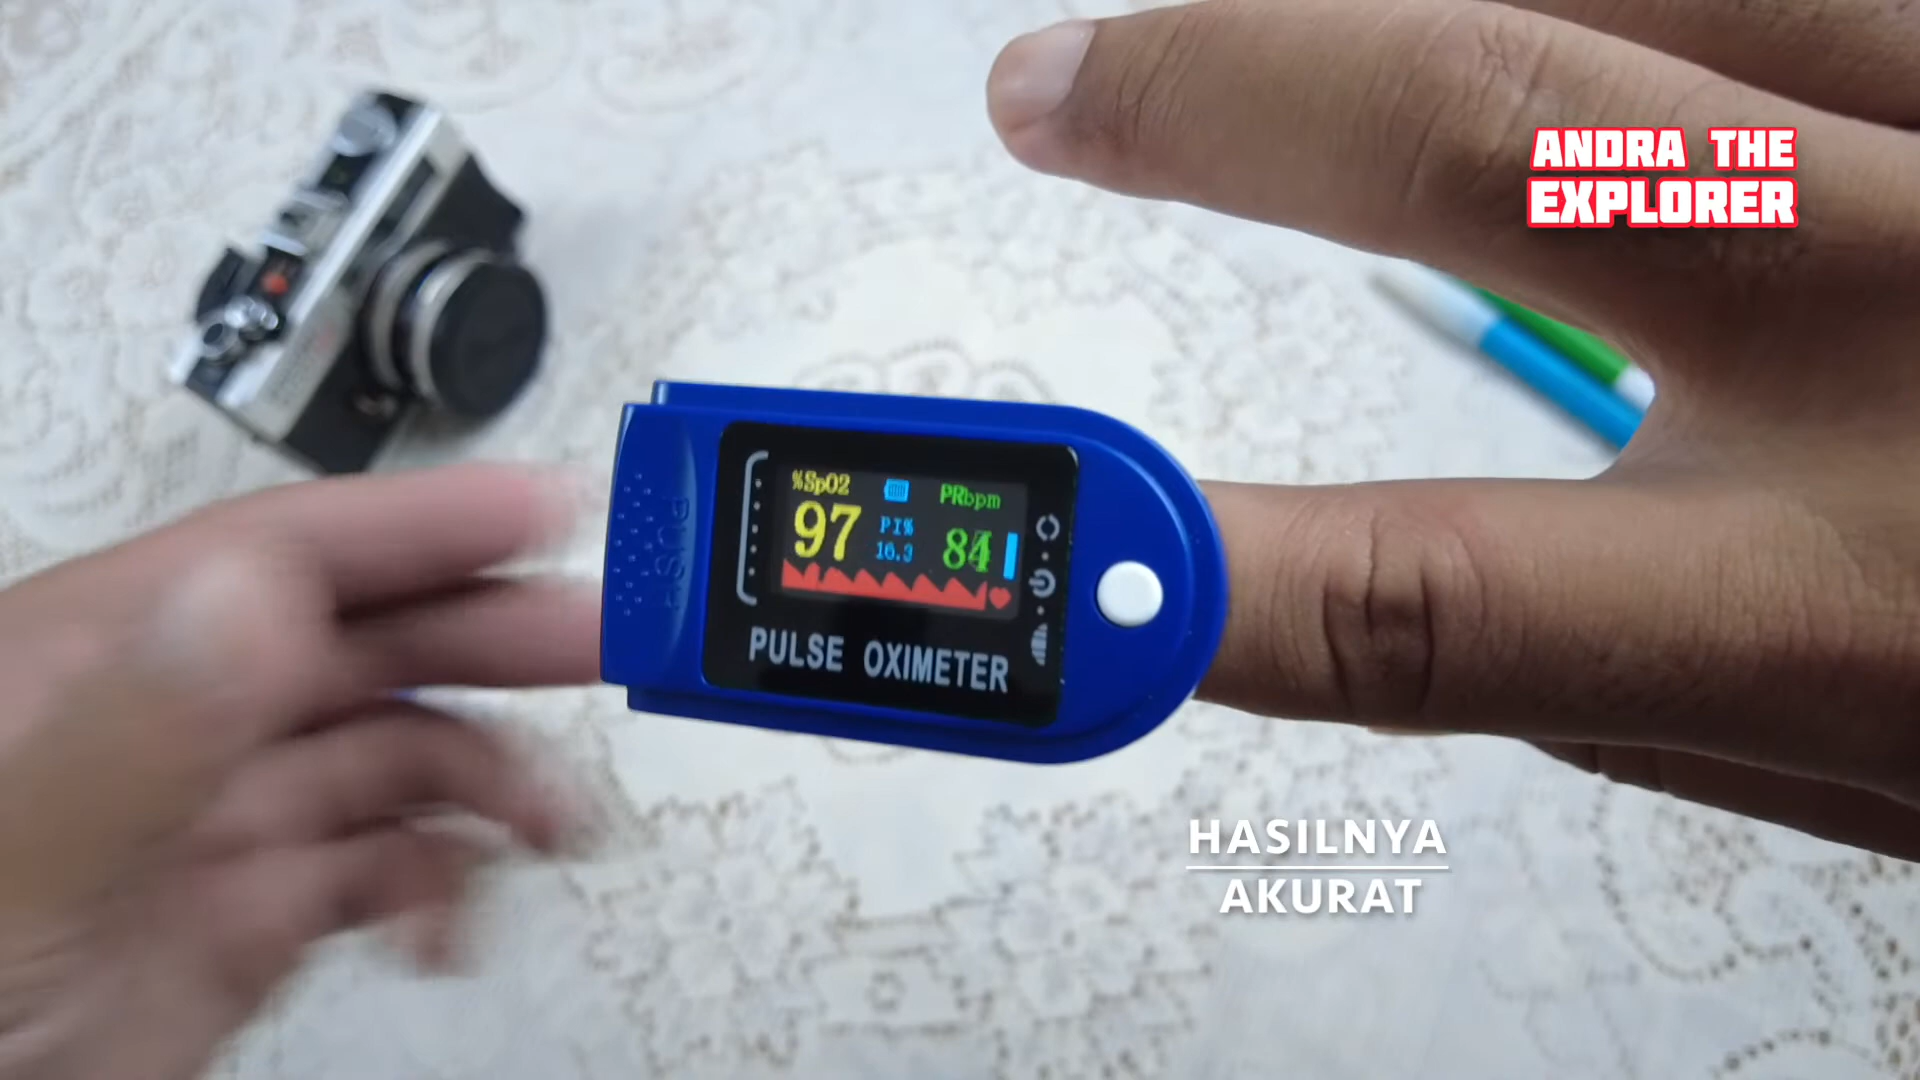 ANDRA THE
EXPLORER
%SpO2
PRbpm
97
PI%
16.3
84
PUSH
PULSE OXIMETER
HASILNYA
AKURAT